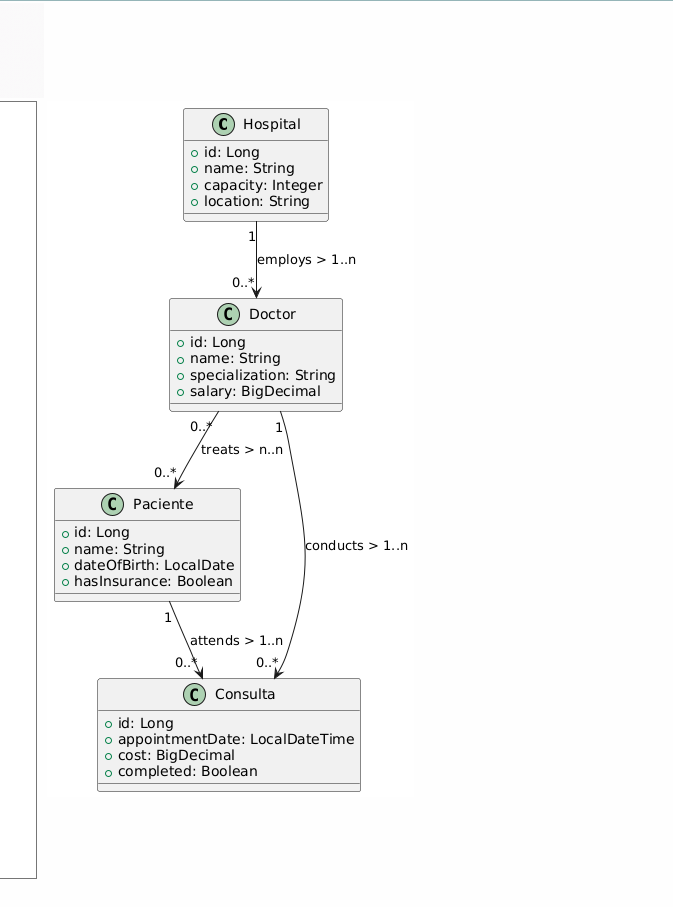 C Hospital
id: Long
name: String
capacity: Integer
location: String
1
employs > 1..n
0..*
C Doctor
id: Long
name: String
specialization: String
salary: BigDecimal
0..*
1
treats > n..n
0..*
C Paciente
id: Long
name: String
dateOfBirth: LocalDate
hasInsurance: Boolean
conducts > 1..n
1
attends > 1..n
0..*
0..*
C Consulta
id: Long
appointmentDate: LocalDateTime
cost: BigDecimal
completed: Boolean